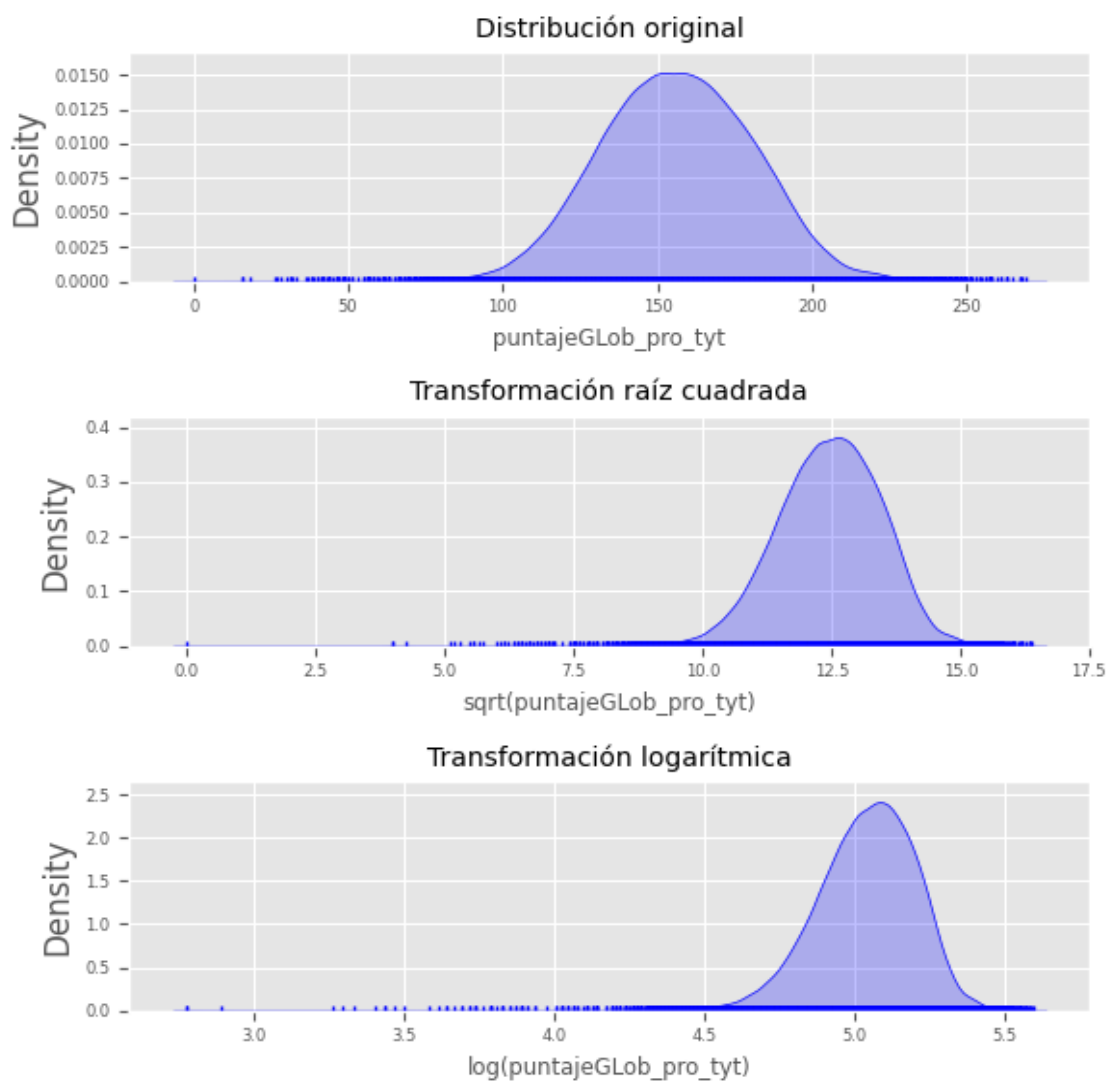 Distribución original
Density
0.0150
0.0125
0.0100
0.0075
0.0050
0.0025
0.0000
0 50 100 150 200 250
puntajeGLob_pro_tyt
Transformación raíz cuadrada
Density
0.4
0.3
0.2
0.1
0.0
0.0 2.5 5.0 7.5 10.0 12.5 15.0 17.5
sqrt(puntajeGLob_pro_tyt)
Transformación logarítmica
Density
2.5
2.0
1.5
1.0
0.5
0.0
3.0 3.5 4.0 4.5 5.0 5.5
log(puntajeGLob_pro_tyt)